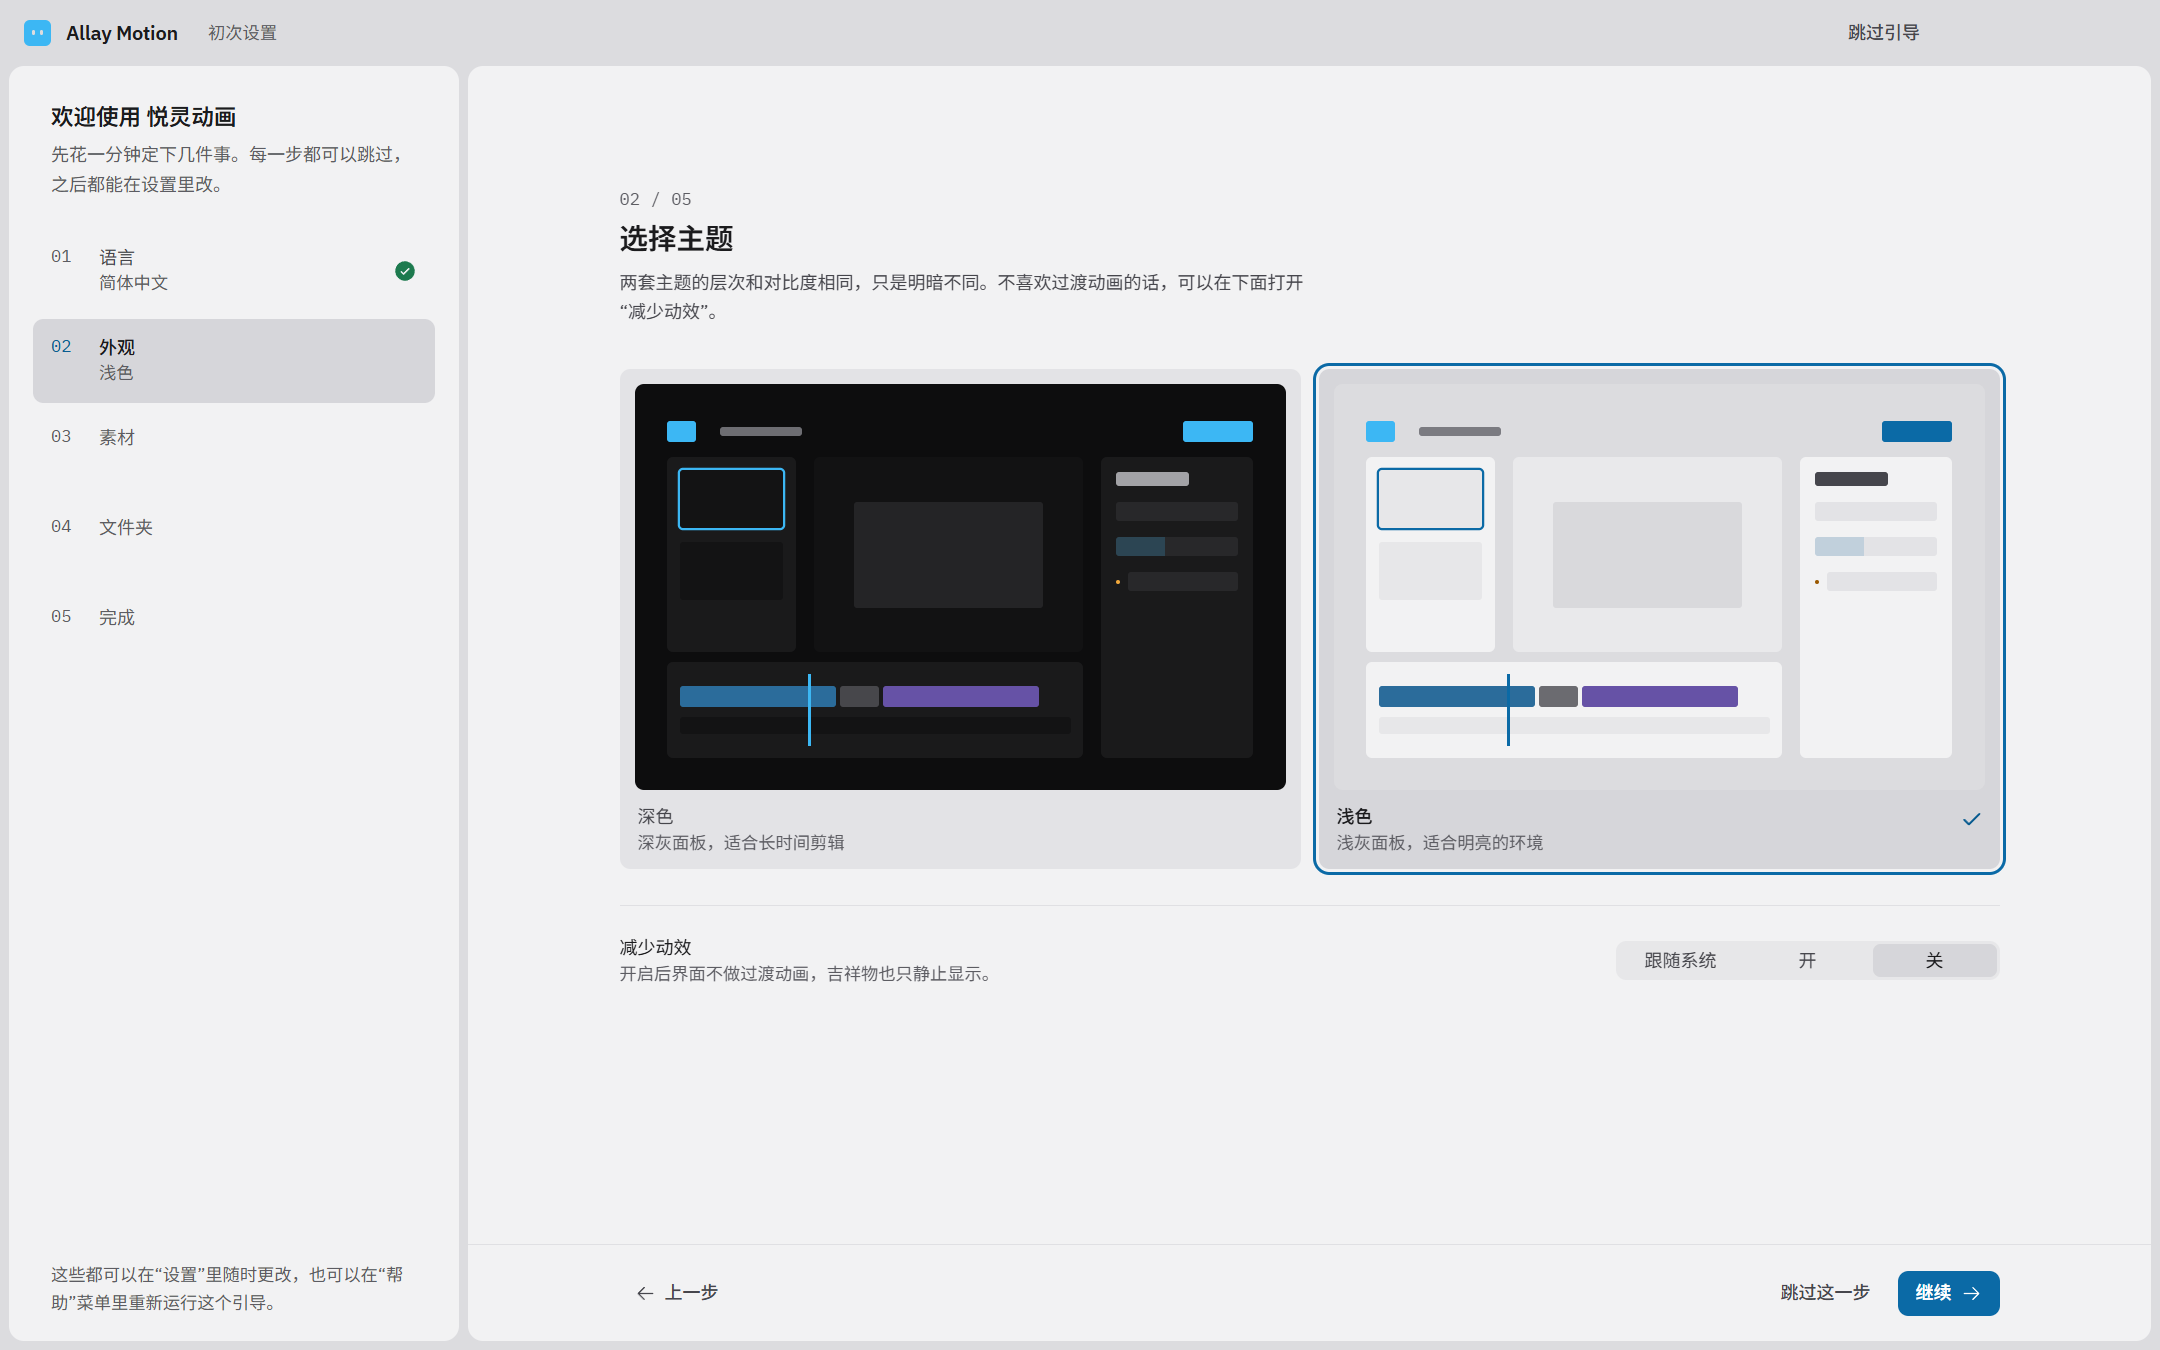 Allay Motion
初次设置
跳过引导
欢迎使用 悦灵动画
先花一分钟定下几件事。每一步都可以跳过，
之后都能在设置里改。
01 语言
简体中文
02 外观
浅色
03 素材
04 文件夹
05 完成
这些都可以在“设置”里随时更改，也可以在“帮
助”菜单里重新运行这个引导。
02 / 05
选择主题
两套主题的层次和对比度相同，只是明暗不同。不喜欢过渡动画的话，可以在下面打开
“减少动效”。
深色
深灰面板，适合长时间剪辑
浅色
浅灰面板，适合明亮的环境
减少动效
开启后界面不做过渡动画，吉祥物也只静止显示。
跟随系统 开 关
上一步
跳过这一步
继续